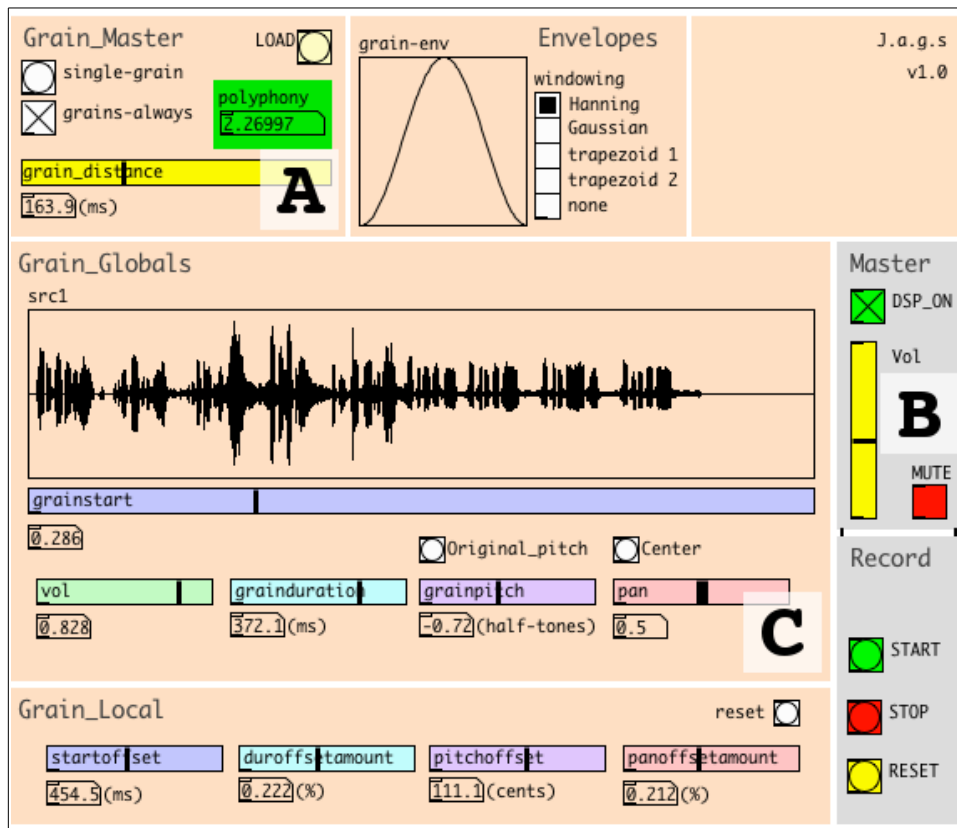 Grain_Master
LOAD
single-grain
grains-always
polyphony
2.26997
grain_distance
163.9(ms)
A
grain-env
Envelopes
windowing
Hanning
Gaussian
trapezoid 1
trapezoid 2
none
J.a.g.s
v1.0
Grain_Globals
src1
grainstart
0.286
Original_pitch
Center
vol
grainduration
grainpitch
pan
0.828
372.1(ms)
-0.72(half-tones)
0.5
C
Master
DSP_ON
Vol
B
MUTE
Record
START
STOP
RESET
Grain_Local
reset
startoffset
duroffsetamount
pitchoffset
panoffsetamount
454.5(ms)
0.222(%)
111.1(cents)
0.212(%)